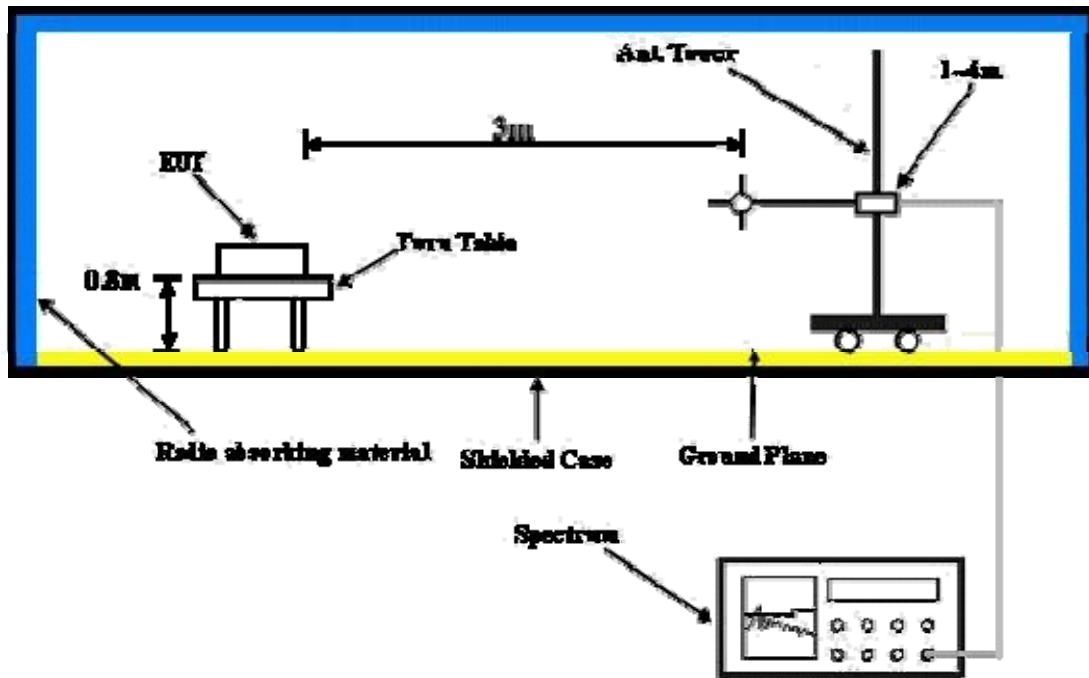 Ant. Tower
1-4m
3m
EUT
Turn Table
0.8m
Radio absorbing material
Shielded Case
Ground Plane
Spectrum